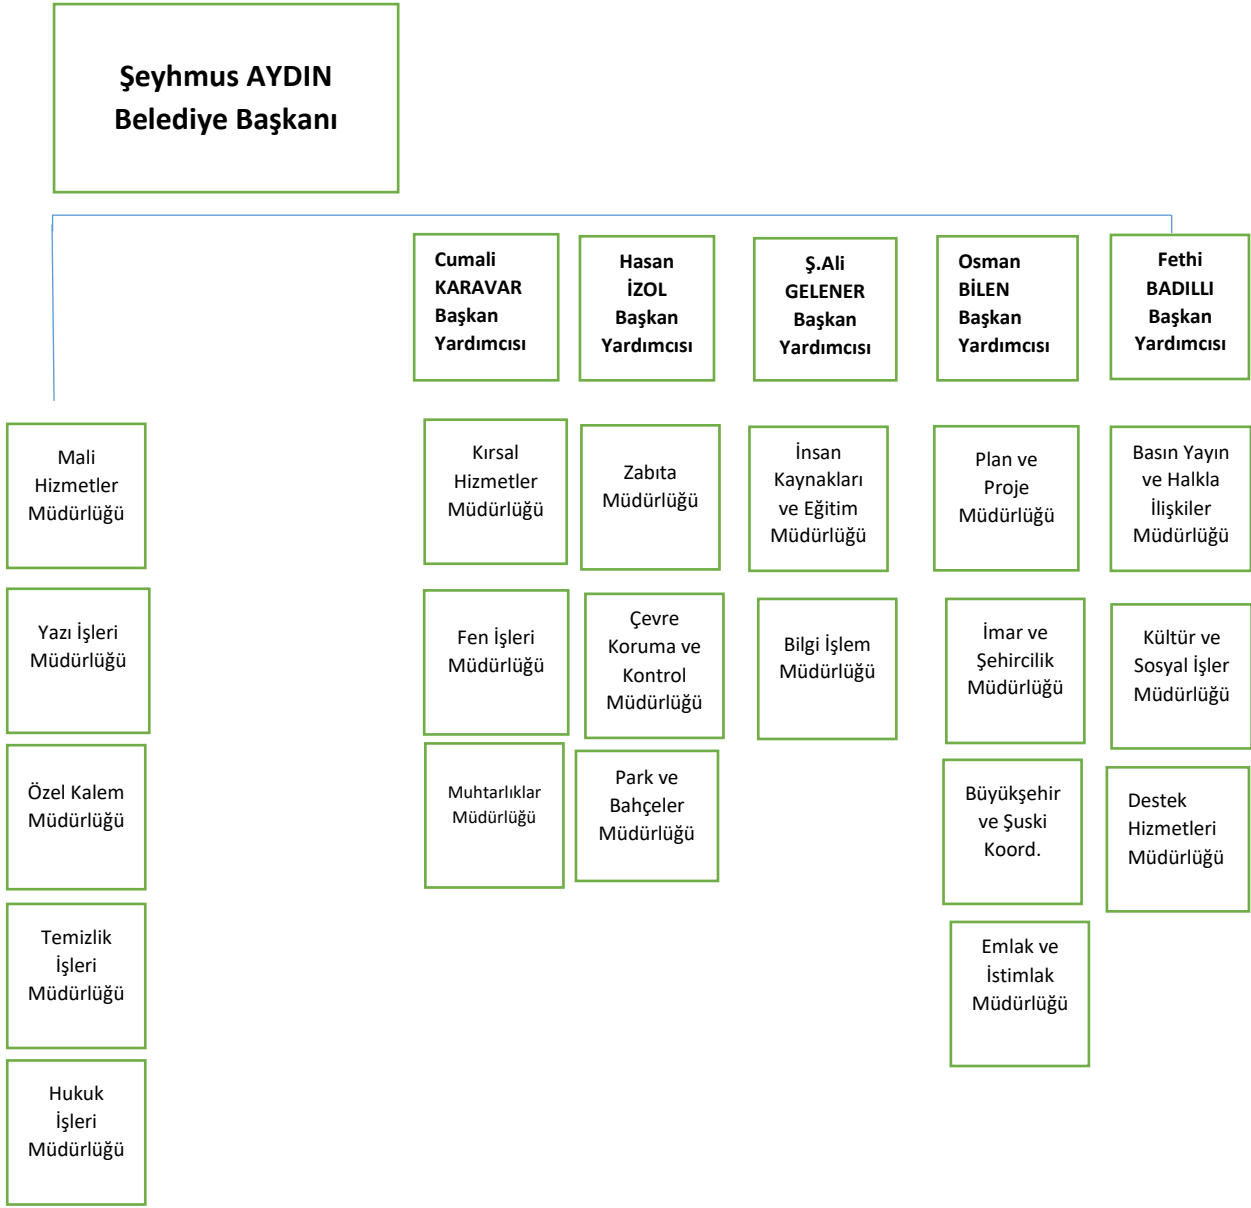 Şeyhmus AYDIN
Belediye Başkanı
Cumali
KARAVAR
Başkan
Yardımcısı
Hasan
İZOL
Başkan
Yardımcısı
Ş.Ali
GELENER
Başkan
Yardımcısı
Osman
BİLEN
Başkan
Yardımcısı
Fethi
BADILLI
Başkan
Yardımcısı
Mali
Hizmetler
Müdürlüğü
Kırsal
Hizmetler
Müdürlüğü
Zabıta
Müdürlüğü
İnsan
Kaynakları
ve Eğitim
Müdürlüğü
Plan ve
Proje
Müdürlüğü
Basın Yayın
ve Halkla
İlişkiler
Müdürlüğü
Yazı İşleri
Müdürlüğü
Fen İşleri
Müdürlüğü
Çevre
Koruma ve
Kontrol
Müdürlüğü
Bilgi İşlem
Müdürlüğü
İmar ve
Şehircilik
Müdürlüğü
Kültür ve
Sosyal İşler
Müdürlüğü
Özel Kalem
Müdürlüğü
Muhtarlıklar
Müdürlüğü
Park ve
Bahçeler
Müdürlüğü
Büyükşehir
ve Şuski
Koord.
Destek
Hizmetleri
Müdürlüğü
Temizlik
İşleri
Müdürlüğü
Emlak ve
İstimlak
Müdürlüğü
Hukuk
İşleri
Müdürlüğü